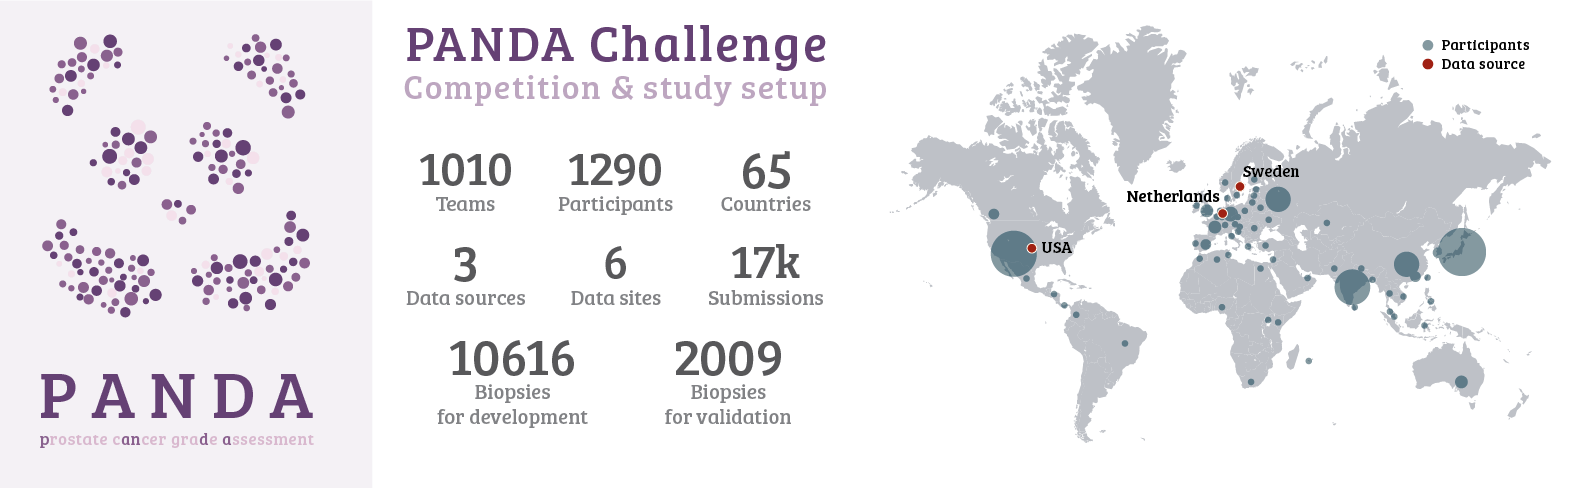 PANDA
prostate cancer grade assessment
PANDA Challenge
Competition & study setup
1010
Teams
1290
Participants
65
Countries
3
Data sources
6
Data sites
17k
Submissions
10616
Biopsies
for development
2009
Biopsies
for validation
Participants
Data source
Sweden
Netherlands
USA